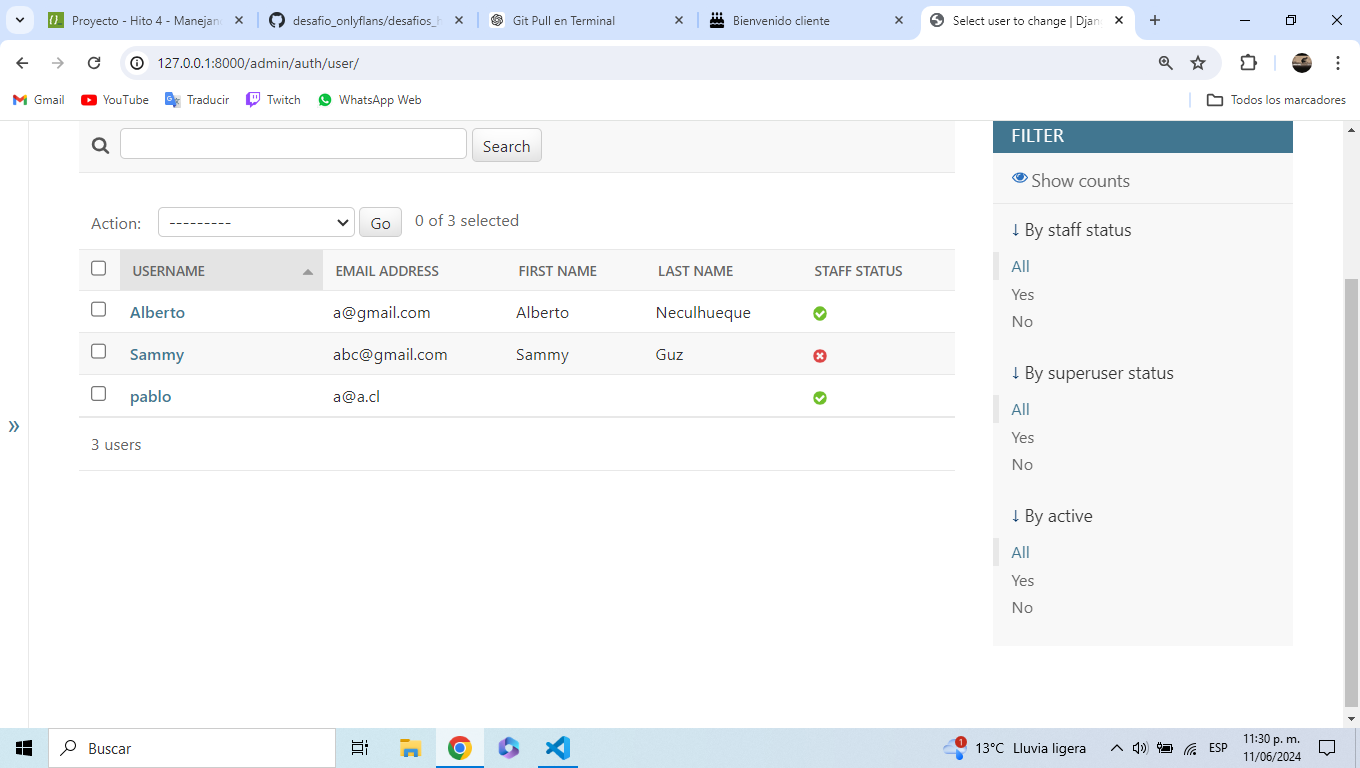 Proyecto - Hito 4 - Manejan
desafio_onlyflans/desafios_H
Git Pull en Terminal
Bienvenido cliente
Select user to change | Djan
127.0.0.1:8000/admin/auth/user/
Gmail
YouTube
Traducir
Twitch
WhatsApp Web
Todos los marcadores
Search
FILTER
Show counts
Action:
---------
Go
0 of 3 selected
↓ By staff status
All
Yes
No
USERNAME EMAIL ADDRESS FIRST NAME LAST NAME STAFF STATUS
Alberto a@gmail.com Alberto Neculhueque
Sammy abc@gmail.com Sammy Guz
pablo a@a.cl
3 users
↓ By superuser status
All
Yes
No
↓ By active
All
Yes
No
»
Buscar
1
13°C Lluvia ligera
ESP
11:30 p. m.
11/06/2024